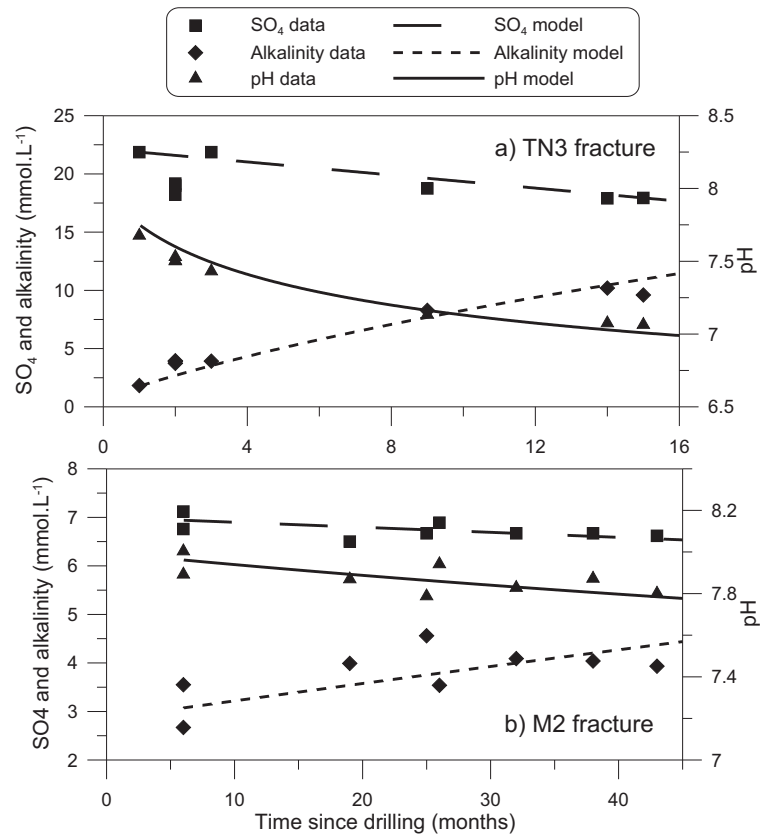 SO₄ data SO₄ model
Alkalinity data Alkalinity model
pH data pH model
25 8.5
a) TN3 fracture
20 8
15 7.5
10 7
5
0 6.5
SO₄ and alkalinity (mmol.L⁻¹)
pH
0 4 8 12 16
8
7 8.2
6 7.8
5
4 7.4
3
b) M2 fracture
2 7
SO4 and alkalinity (mmol.L⁻¹)
pH
0 10 20 30 40
Time since drilling (months)